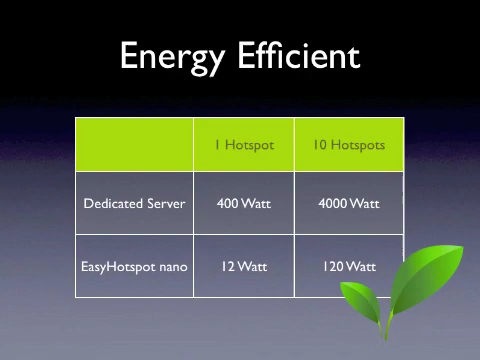 Energy Efficient
1 Hotspot 10 Hotspots
Dedicated Server 400 Watt 4000 Watt
EasyHotspot nano 12 Watt 120 Watt